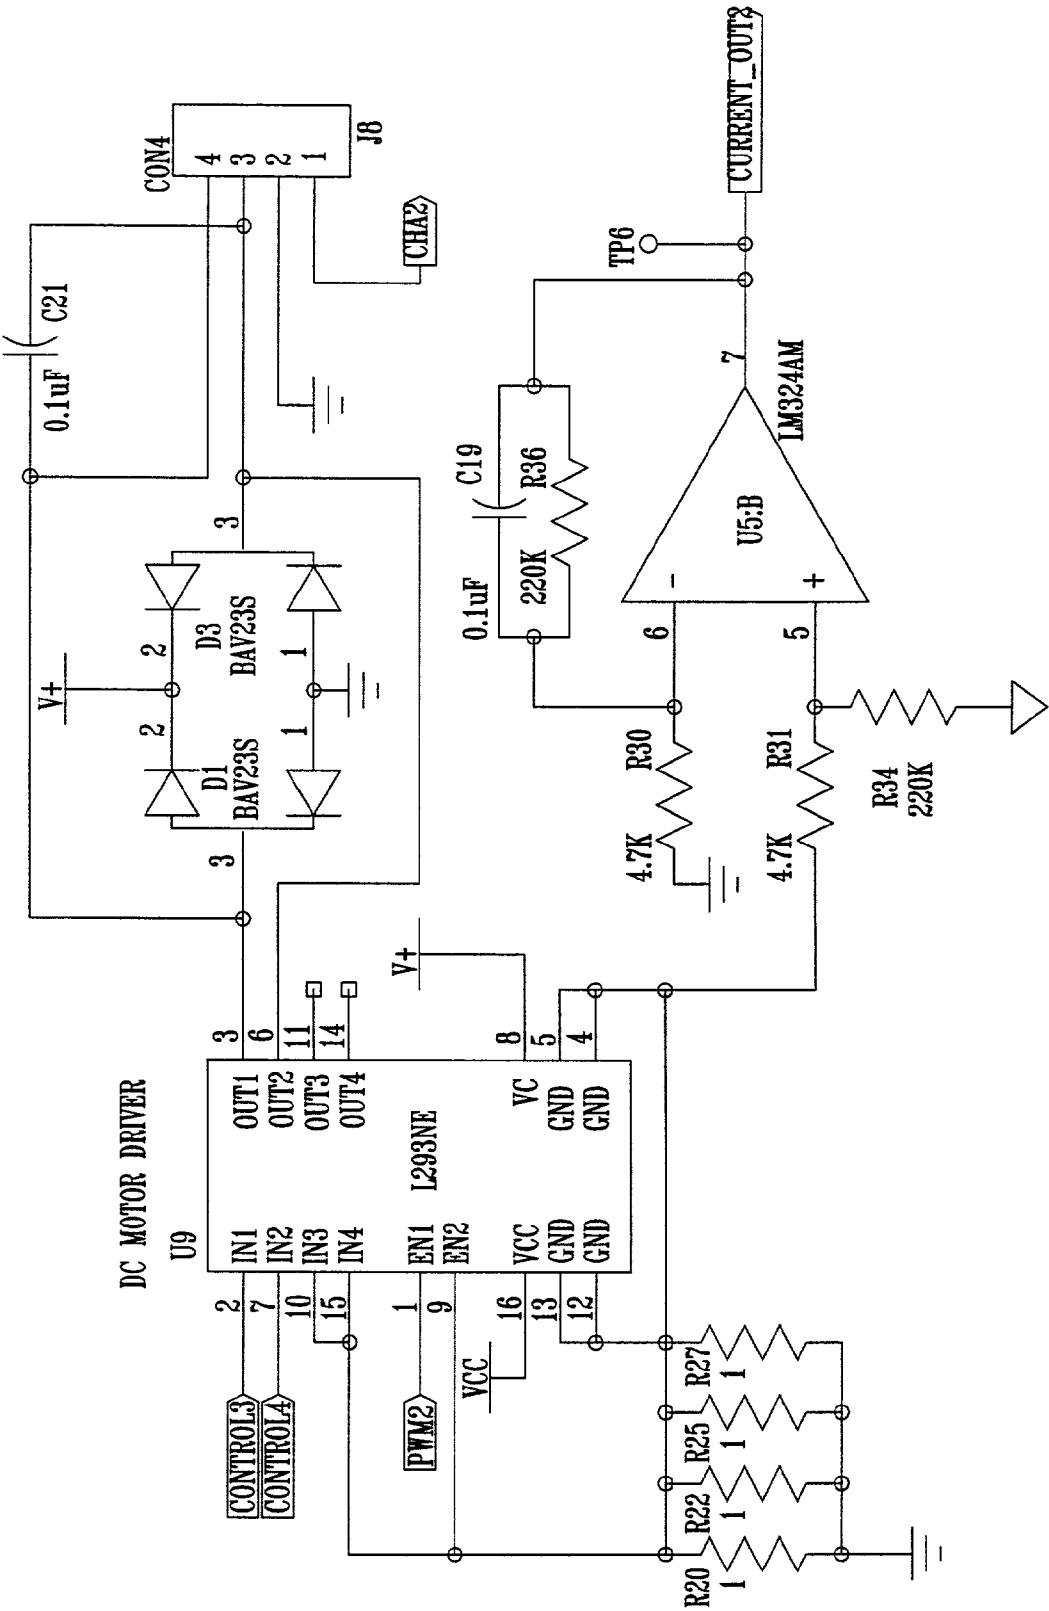 DC MOTOR DRIVER
U9
L293NE
CONTROL3
CONTROL4
PWM2
VCC
2 IN1
7 IN2
10 IN3
15 IN4
1 EN1
9 EN2
16 VCC
13 GND
12 GND
OUT1 3
OUT2 6
OUT3 11
OUT4 14
VC 8
GND 5
GND 4
V+
R20
1
R22
1
R25
1
R27
1
3
D1
BAV23S
2
1
V+
2
1
D3
BAV23S
3
0.1uF
C21
CON4
4
3
2
1
J8
CHA2
4.7K
R30
4.7K
R31
R34
220K
6
5
-
+
U5:B
LM324AM
7
0.1uF
C19
220K
R36
TP6
CURRENT_OUT2